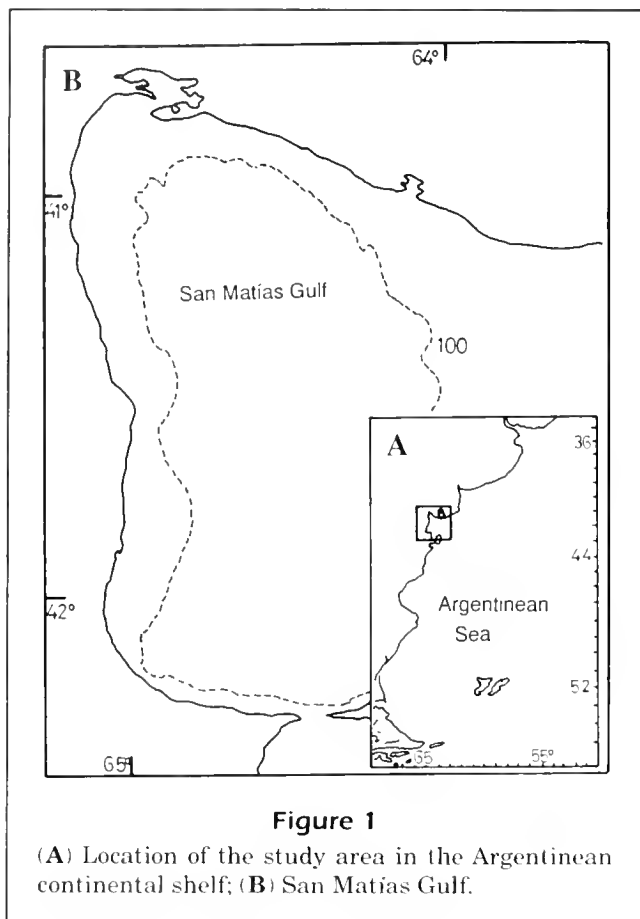 64°
B
41°
San Matías Gulf
100
A
36
44
Argentinean
Sea
42°
52
65°
65
55°
Figure 1
(A) Location of the study area in the Argentinean
continental shelf; (B) San Matías Gulf.